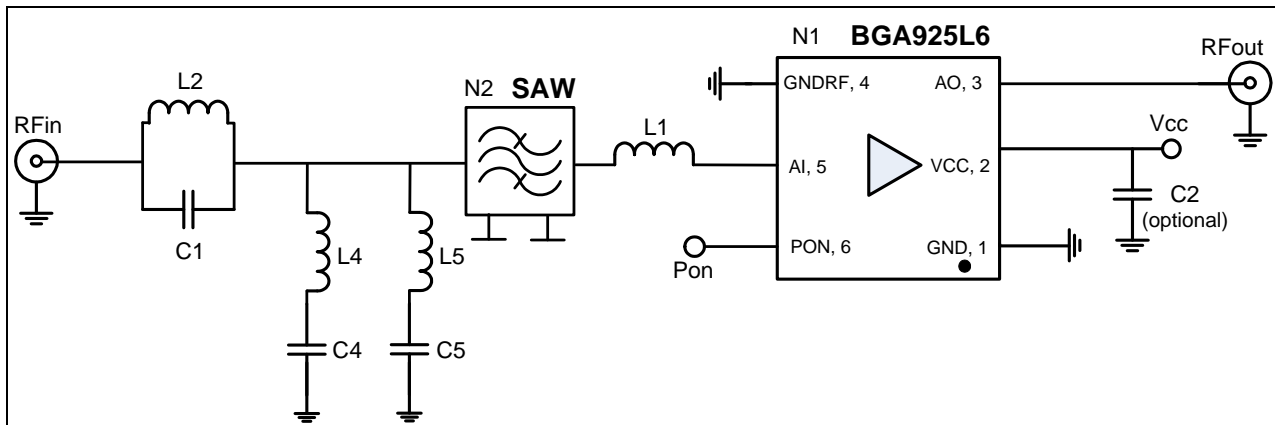 N1 BGA925L6
RFout
L2
N2 SAW
GNDRF, 4
AO, 3
RFin
L1
Vcc
AI, 5
VCC, 2
C2
(optional)
C1
L4
L5
Pon
PON, 6
GND, 1
C4
C5